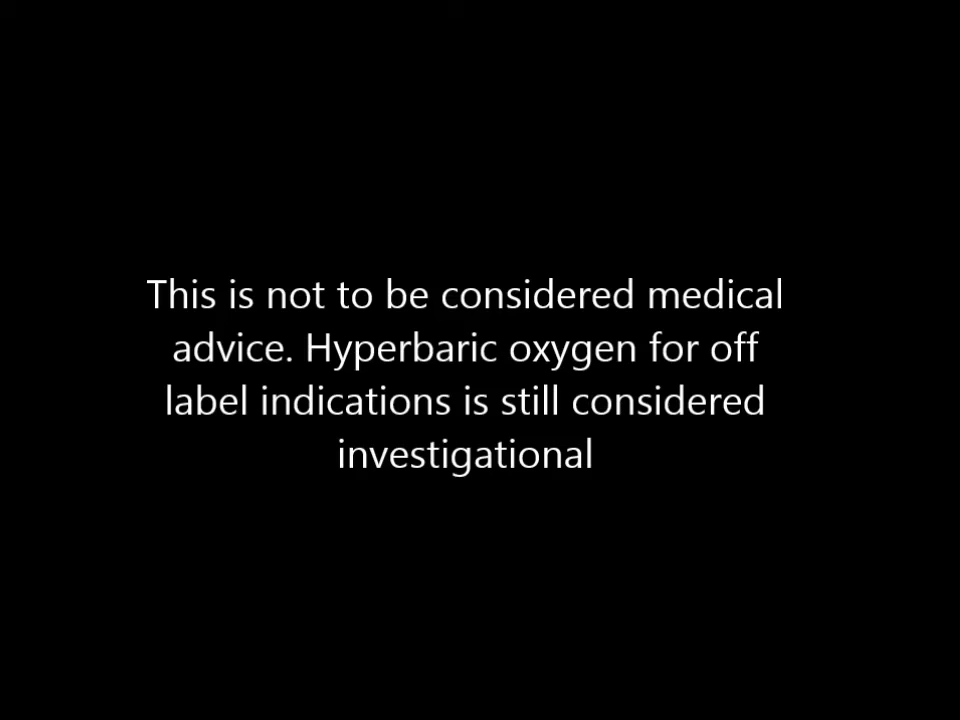 This is not to be considered medical
advice. Hyperbaric oxygen for off
label indications is still considered
investigational